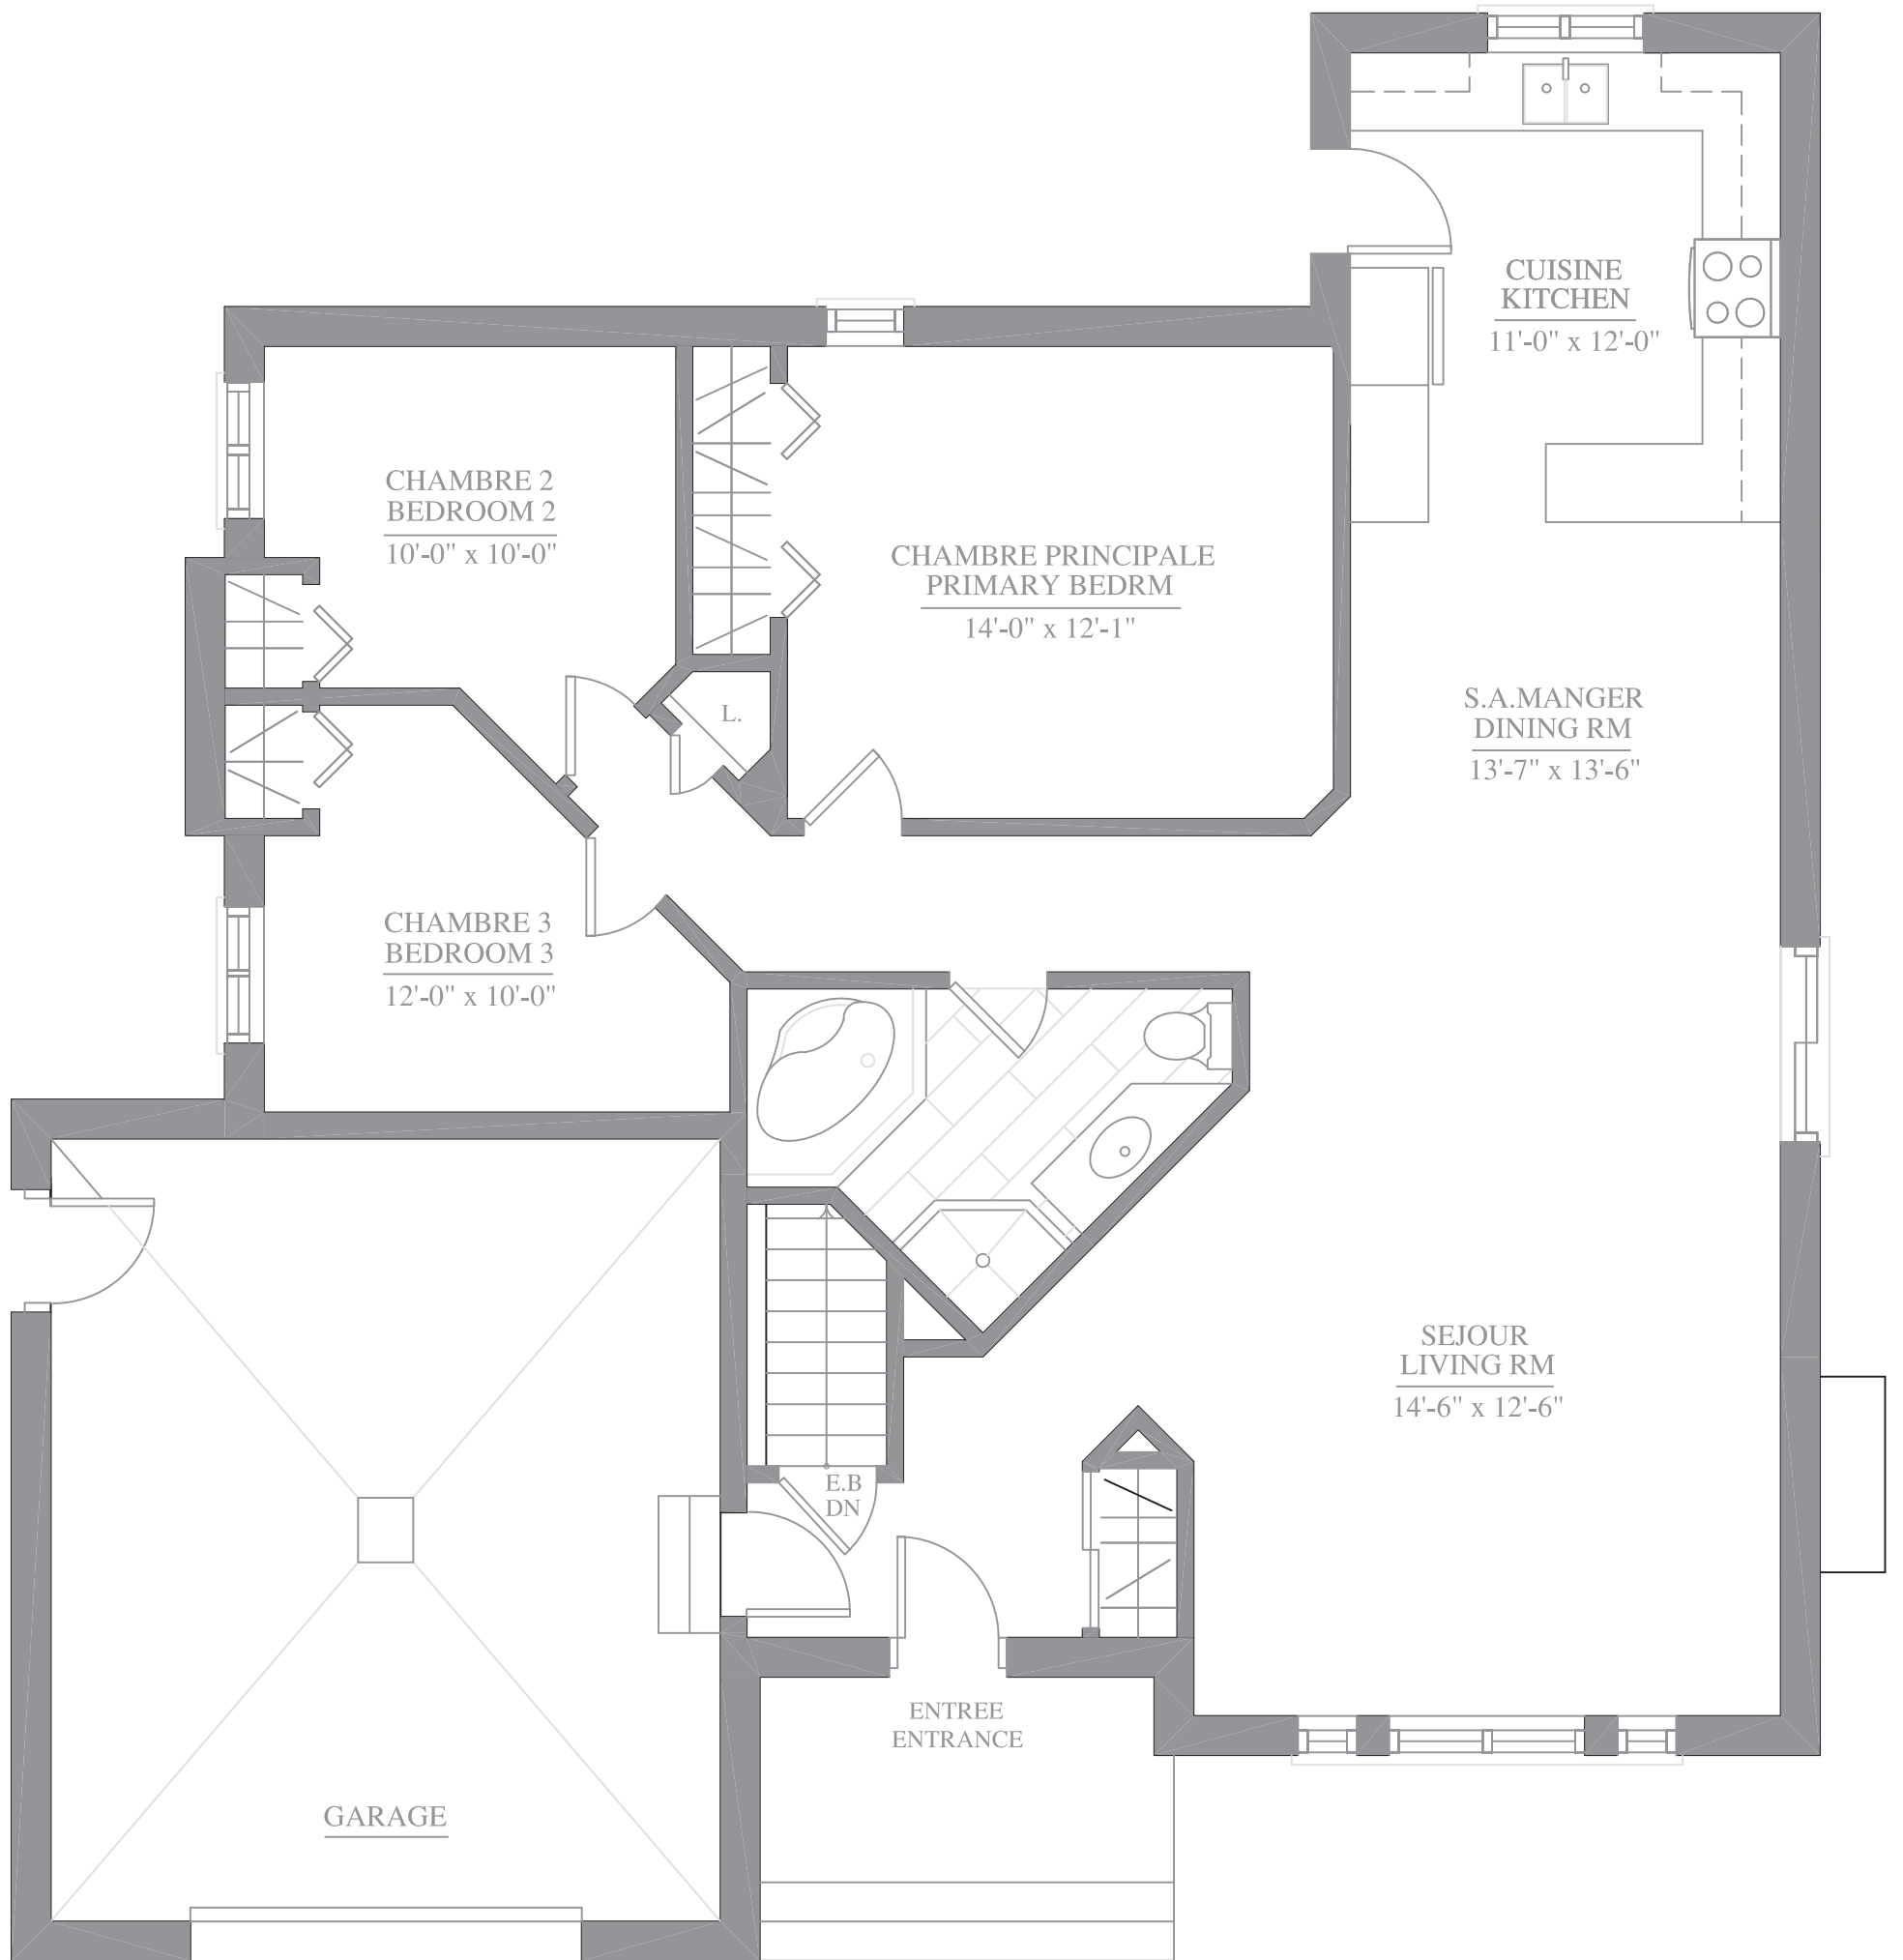 CUISINE
KITCHEN
11'-0" x 12'-0"
CHAMBRE 2
BEDROOM 2
10'-0" x 10'-0"
CHAMBRE PRINCIPALE
PRIMARY BEDRM
14'-0" x 12'-1"
L.
S.A.MANGER
DINING RM
13'-7" x 13'-6"
CHAMBRE 3
BEDROOM 3
12'-0" x 10'-0"
SEJOUR
LIVING RM
14'-6" x 12'-6"
E.B
DN
ENTREE
ENTRANCE
GARAGE